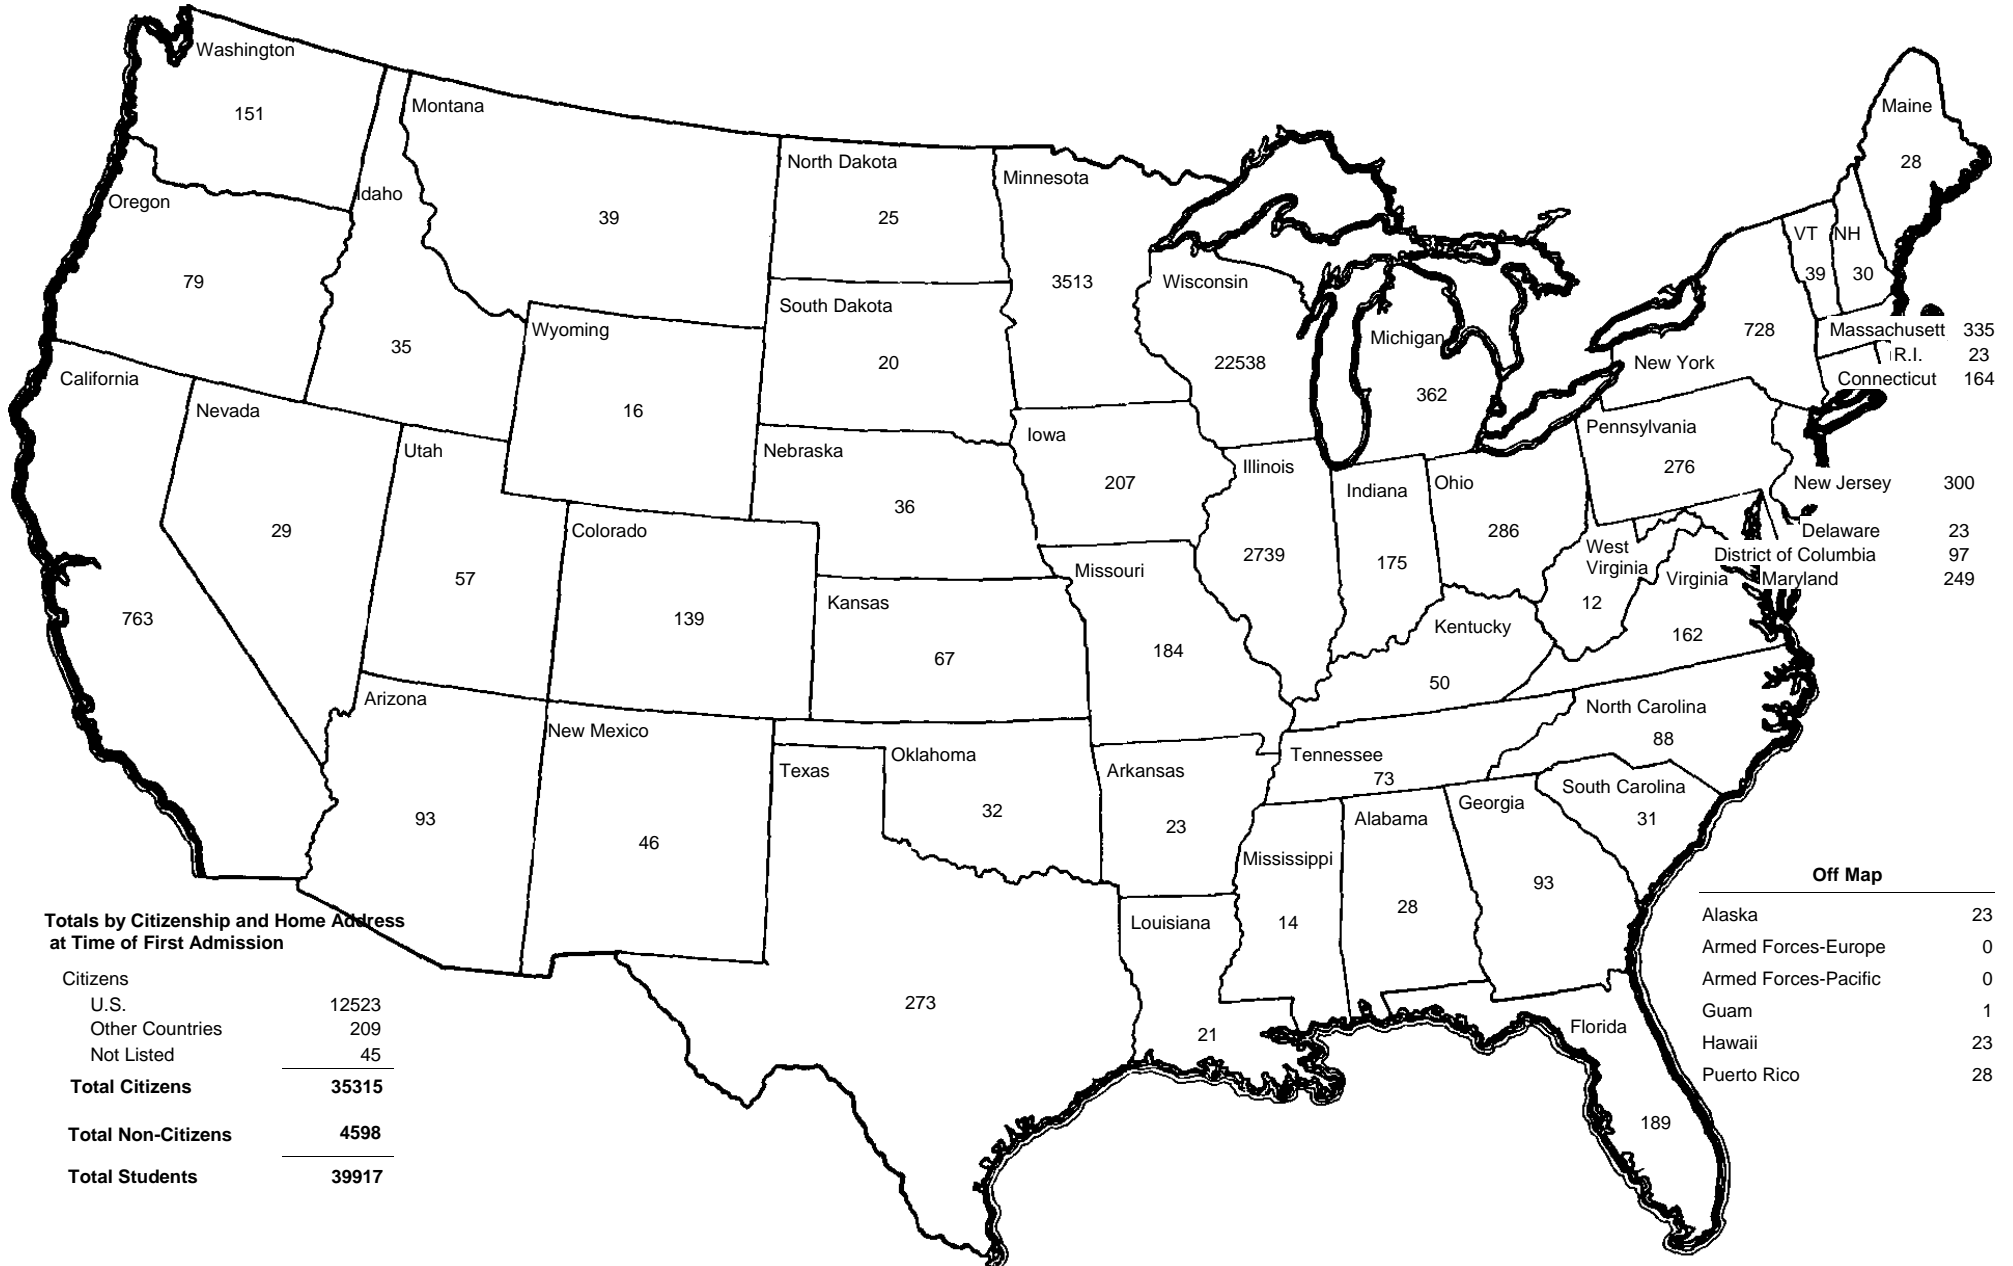 Washington
151
Oregon
79
Idaho
35
Montana
39
North Dakota
25
Minnesota
3513
South Dakota
20
Wyoming
16
Wisconsin
22538
Michigan
362
Maine
28
VT
39
NH
30
728
New York
Massachusett 335
R.I. 23
Connecticut 164
California
763
Nevada
29
Utah
57
Colorado
139
Nebraska
36
Iowa
207
Illinois
2739
Indiana
175
Ohio
286
Pennsylvania
276
New Jersey 300
Delaware 23
District of Columbia 97
Maryland 249
West
Virginia
12
Virginia
162
Kansas
67
Missouri
184
Kentucky
50
Arizona
93
New Mexico
46
Texas
273
Oklahoma
32
Arkansas
23
Tennessee
73
North Carolina
88
South Carolina
31
Georgia
93
Alabama
28
Mississippi
14
Louisiana
21
Florida
189
Totals by Citizenship and Home Address
at Time of First Admission
Citizens
U.S. 12523
Other Countries 209
Not Listed 45
Total Citizens 35315
Total Non-Citizens 4598
Total Students 39917
Off Map
Alaska 23
Armed Forces-Europe 0
Armed Forces-Pacific 0
Guam 1
Hawaii 23
Puerto Rico 28